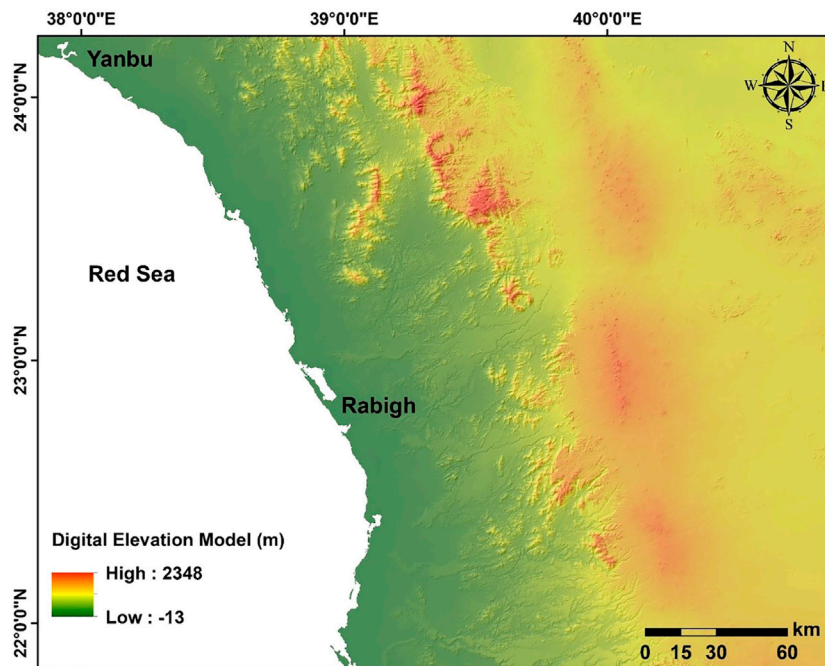 38°0'0"E
39°0'0"E
40°0'0"E
Yanbu
N
W
E
S
24°0'0"N
Red Sea
23°0'0"N
Rabigh
Digital Elevation Model (m)
High : 2348
Low : -13
22°0'0"N
km
0 15 30 60